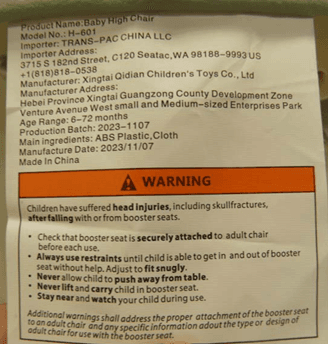 Product Name:Baby High Chair
Model No.: H-601
Importer: TRANS-PAC CHINA LLC
Importer Address:
3715 S 182nd Street, C120 Seatac,WA 98188-9993 US
+1(818)818-0538
Manufacturer: Xingtai Qidian Children's Toys Co., Ltd
Manufacturer Address:
Hebei Province Xingtai Guangzong County Development Zone
Venture Avenue West small and Medium-sized Enterprises Park
Age Range: 6-72 months
Production Batch: 2023-1107
Main ingredients: ABS Plastic,Cloth
Manufacture Date: 2023/11/07
Made In China
WARNING
Children have suffered head injuries, including skullfractures,
after falling with or from booster seats.
• Check that booster seat is securely attached to adult chair
before each use.
• Always use restraints until child is able to get in and out of booster
seat without help. Adjust to fit snugly.
• Never allow child to push away from table.
• Never lift and carry child in booster seat.
• Stay near and watch your child during use.
Additional warnings shall address the proper attachment of the booster seat
to an adult chair and any specific information adout the type or design of
adult chair for use with the booster seat.